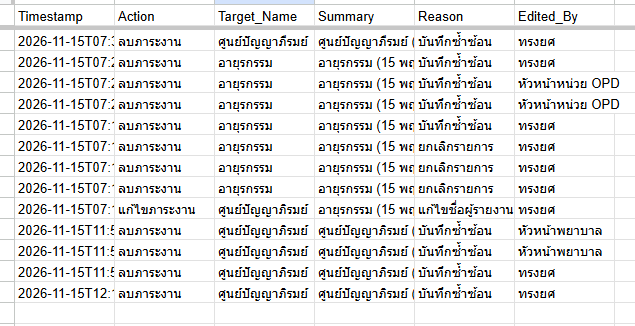 Timestamp Action Target_Name Summary Reason Edited_By
2026-11-15T07: ลบภาระงาน ศูนย์ปัญญาภิรมย์ ศูนย์ปัญญาภิรมย์ ( บันทึกซ้ำซ้อน ทรงยศ
2026-11-15T07:2 ลบภาระงาน อายุรกรรม อายุรกรรม (15 พฤ บันทึกซ้ำซ้อน ทรงยศ
2026-11-15T07:2 ลบภาระงาน อายุรกรรม อายุรกรรม (15 พฤ บันทึกซ้ำซ้อน หัวหน้าหน่วย OPD
2026-11-15T07:2 ลบภาระงาน อายุรกรรม อายุรกรรม (15 พฤ บันทึกซ้ำซ้อน หัวหน้าหน่วย OPD
2026-11-15T07:1 ลบภาระงาน อายุรกรรม อายุรกรรม (15 พฤ บันทึกซ้ำซ้อน ทรงยศ
2026-11-15T07:1 ลบภาระงาน อายุรกรรม อายุรกรรม (15 พฤ ยกเลิกรายการ ทรงยศ
2026-11-15T07:1 ลบภาระงาน อายุรกรรม อายุรกรรม (15 พฤ ยกเลิกรายการ ทรงยศ
2026-11-15T07:1 ลบภาระงาน อายุรกรรม อายุรกรรม (15 พฤ ยกเลิกรายการ ทรงยศ
2026-11-15T07:1 แก้ไขภาระงาน ศูนย์ปัญญาภิรมย์ อายุรกรรม (15 พฤ แก้ไขชื่อผู้รายงาน ทรงยศ
2026-11-15T11:5 ลบภาระงาน ศูนย์ปัญญาภิรมย์ ศูนย์ปัญญาภิรมย์ ( บันทึกซ้ำซ้อน หัวหน้าพยาบาล
2026-11-15T11:5 ลบภาระงาน ศูนย์ปัญญาภิรมย์ ศูนย์ปัญญาภิรมย์ ( บันทึกซ้ำซ้อน หัวหน้าพยาบาล
2026-11-15T11:5 ลบภาระงาน ศูนย์ปัญญาภิรมย์ ศูนย์ปัญญาภิรมย์ ( บันทึกซ้ำซ้อน ทรงยศ
2026-11-15T12:1 ลบภาระงาน ศูนย์ปัญญาภิรมย์ ศูนย์ปัญญาภิรมย์ ( บันทึกซ้ำซ้อน ทรงยศ